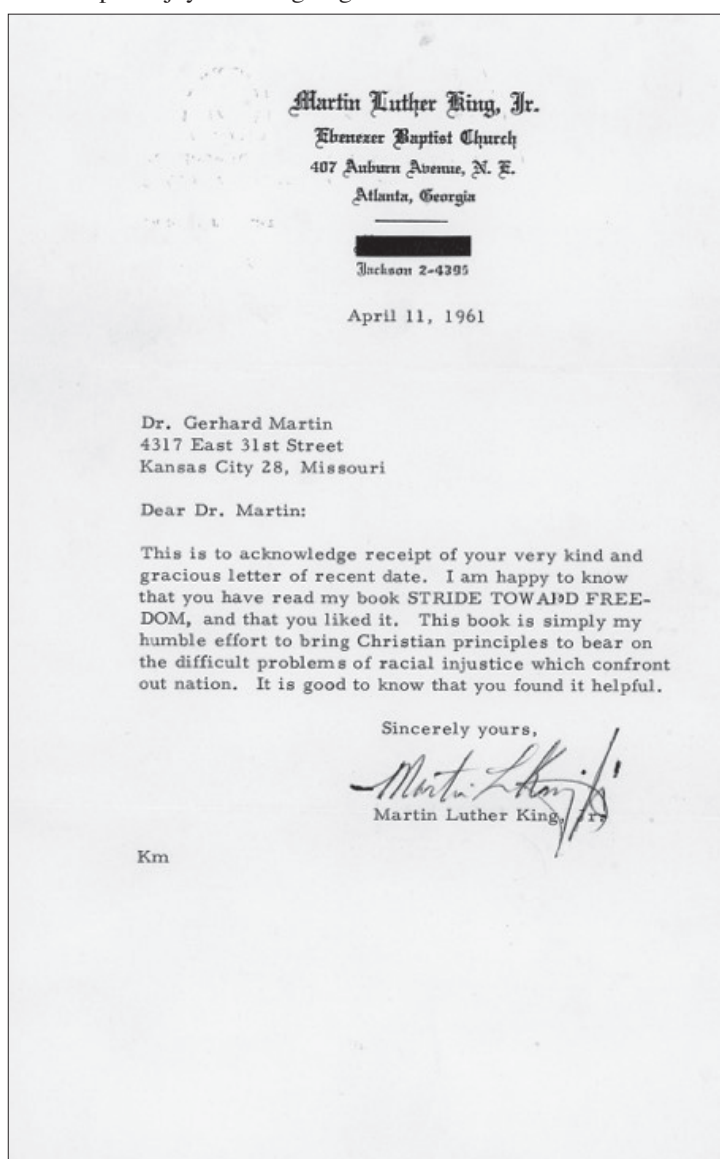 Martin Luther King, Jr.
Ebenezer Baptist Church
407 Auburn Avenue, N. E.
Atlanta, Georgia
Jackson 2-4395
April 11, 1961
Dr. Gerhard Martin
4317 East 31st Street
Kansas City 28, Missouri
Dear Dr. Martin:
This is to acknowledge receipt of your very kind and
gracious letter of recent date. I am happy to know
that you have read my book STRIDE TOWARD FREE-
DOM, and that you liked it. This book is simply my
humble effort to bring Christian principles to bear on
the difficult problems of racial injustice which confront
out nation. It is good to know that you found it helpful.
Sincerely yours,
Martin L. King Jr.
Martin Luther King, Jr.
Km